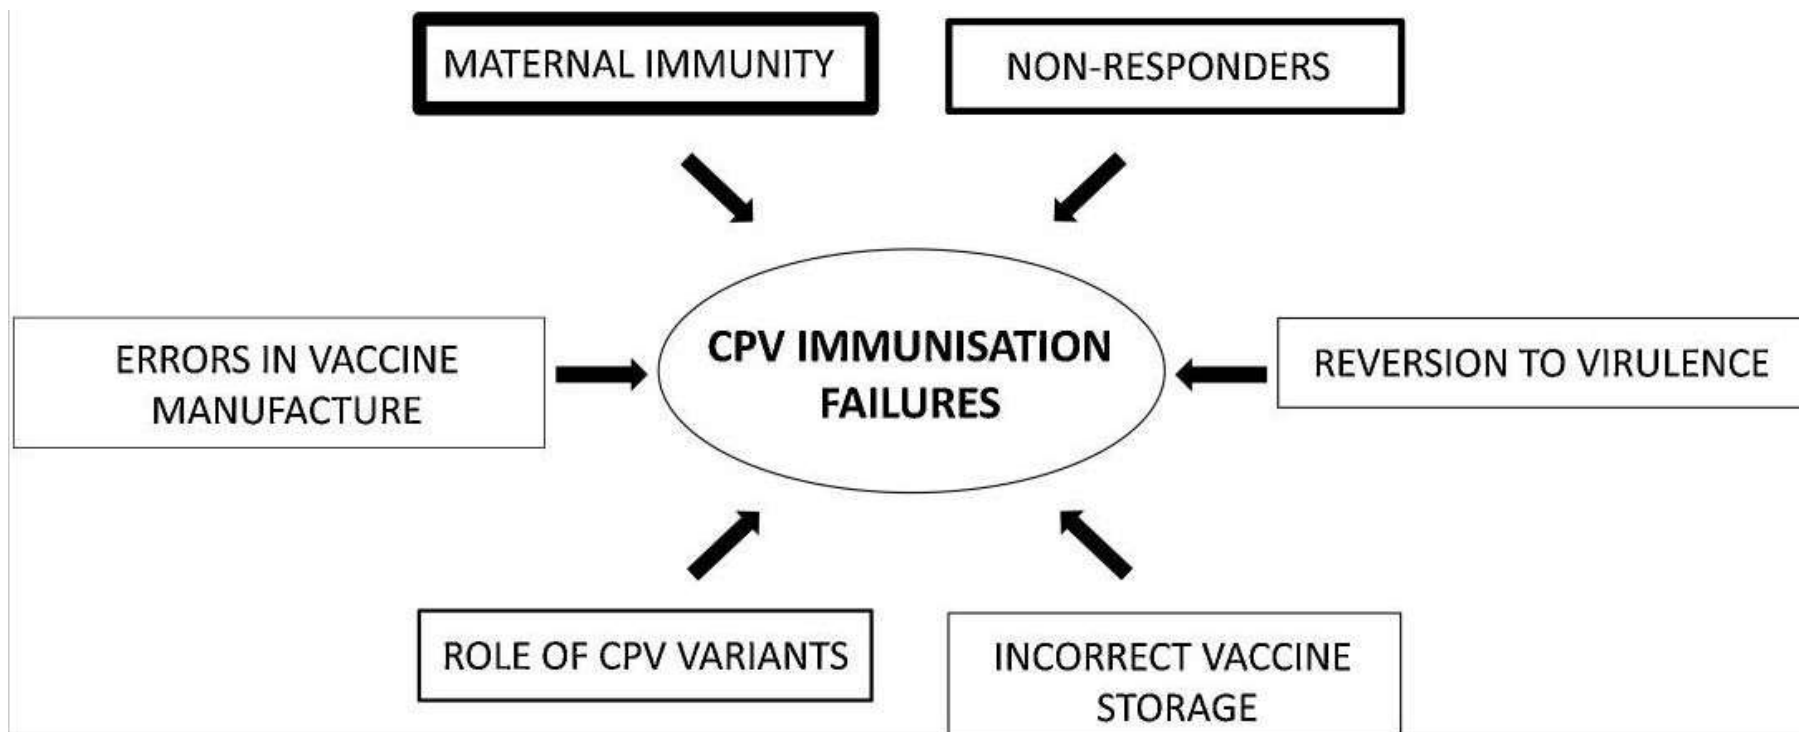 MATERNAL IMMUNITY
NON-RESPONDERS
ERRORS IN VACCINE
MANUFACTURE
CPV IMMUNISATION
FAILURES
REVERSION TO VIRULENCE
ROLE OF CPV VARIANTS
INCORRECT VACCINE
STORAGE